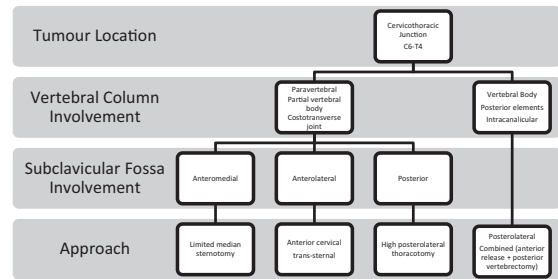 Tumour Location
Cervicothoracic
Junction
C6-T4
Vertebral Column
Involvement
Paravertebral
Partial vertebral
body
Costotransverse
joint
Vertebral Body
Posterior elements
Intracanalicular
Subclavicular Fossa
Involvement
Anteromedial
Anterolateral
Posterior
Approach
Limited median
sternotomy
Anterior cervical
trans-sternal
High posterolateral
thoracotomy
Posterolateral
Combined (anterior
release + posterior
vertebrectomy)